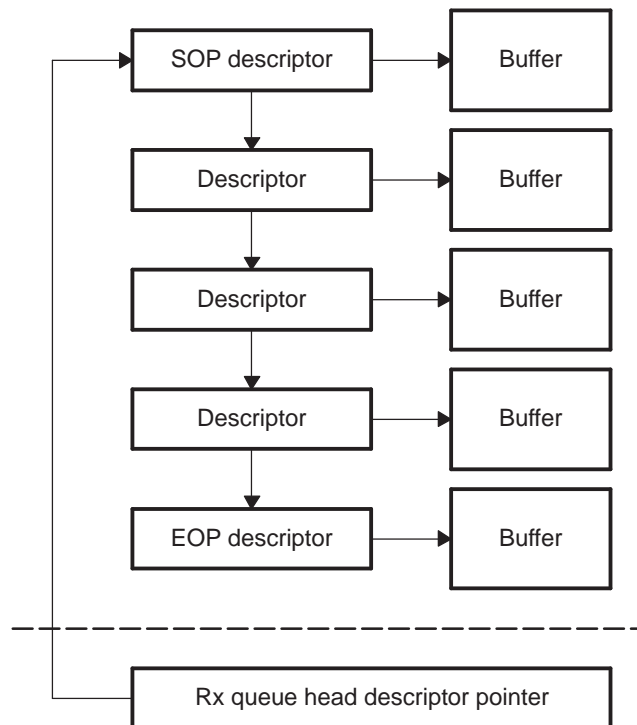 SOP descriptor
Buffer
Descriptor
Buffer
Descriptor
Buffer
Descriptor
Buffer
EOP descriptor
Buffer
Rx queue head descriptor pointer